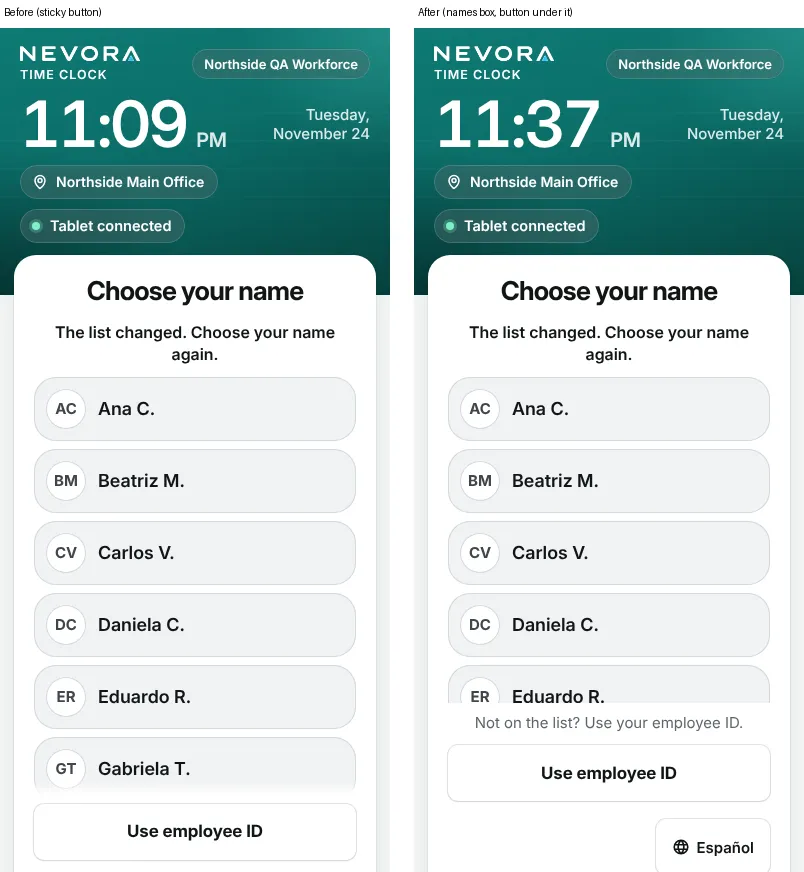 Before (sticky button)
NEVORA
TIME CLOCK
Northside QA Workforce
11:09 PM
Tuesday,
November 24
Northside Main Office
Tablet connected
Choose your name
The list changed. Choose your name
again.
AC Ana C.
BM Beatriz M.
CV Carlos V.
DC Daniela C.
ER Eduardo R.
GT Gabriela T.
Use employee ID
After (names box, button under it)
NEVORA
TIME CLOCK
Northside QA Workforce
11:37 PM
Tuesday,
November 24
Northside Main Office
Tablet connected
Choose your name
The list changed. Choose your name
again.
AC Ana C.
BM Beatriz M.
CV Carlos V.
DC Daniela C.
ER Eduardo R.
Not on the list? Use your employee ID.
Use employee ID
Español